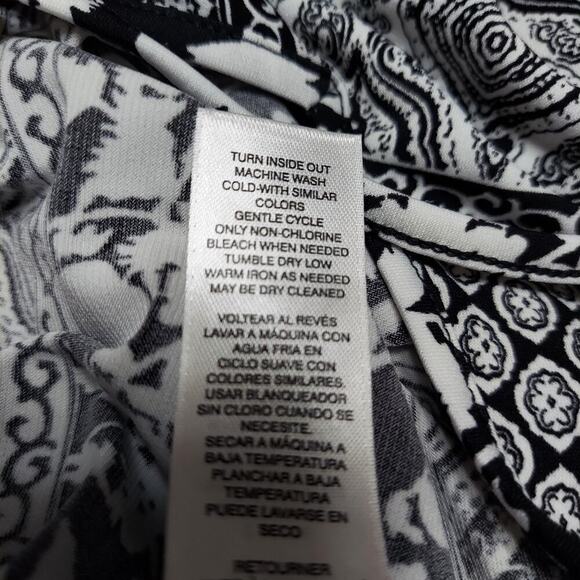 TURN INSIDE OUT
MACHINE WASH
COLD-WITH SIMILAR
COLORS
GENTLE CYCLE
ONLY NON-CHLORINE
BLEACH WHEN NEEDED
TUMBLE DRY LOW
WARM IRON AS NEEDED
MAY BE DRY CLEANED
VOLTEAR AL REVÉS
LAVAR A MÁQUINA CON
AGUA FRIA EN
CICLO SUAVE CON
COLORES SIMILARES.
USAR BLANQUEADOR
SIN CLORO CUANDO SE
NECESITE.
SECAR A MÁQUINA A
BAJA TEMPERATURA
PLANCHAR A BAJA
TEMPERATURA
PUEDE LAVARSE EN
SECO
RETOURNER